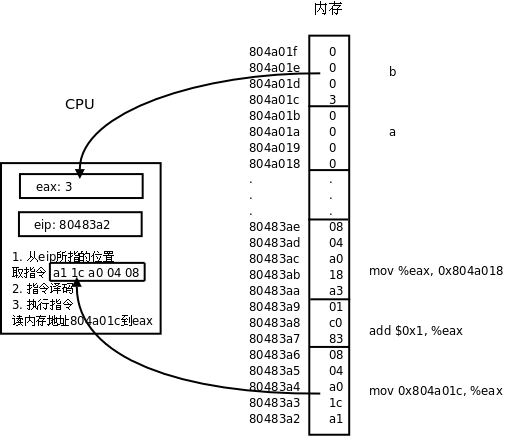 内存
804a01f 0
804a01e 0
804a01d 0
804a01c 3
b
804a01b 0
804a01a 0
804a019 0
804a018 0
a
. .
. .
. .
80483ae 08
80483ad 04
80483ac a0
80483ab 18
80483aa a3
mov %eax, 0x804a018
80483a9 01
80483a8 c0
80483a7 83
add $0x1, %eax
80483a6 08
80483a5 04
80483a4 a0
80483a3 1c
80483a2 a1
mov 0x804a01c, %eax
CPU
eax: 3
eip: 80483a2
1. 从eip所指的位置
取指令 a1 1c a0 04 08
2. 指令译码
3. 执行指令
读内存地址804a01c到eax